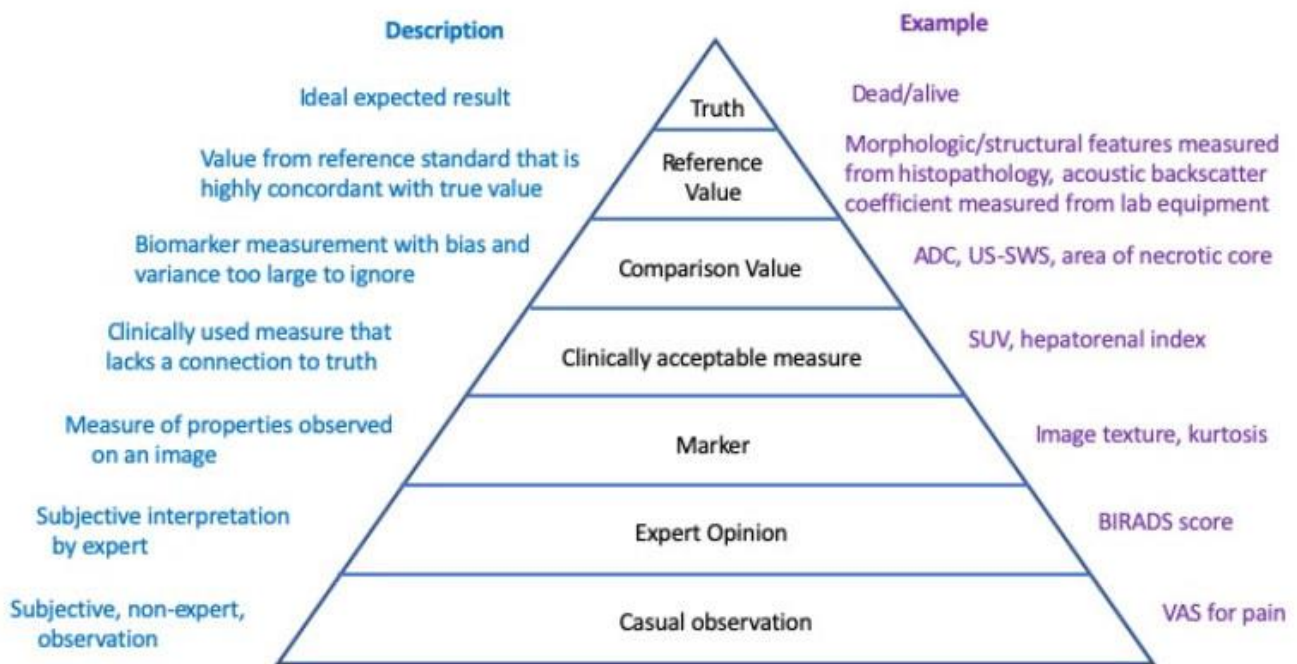 Description
Example
Ideal expected result
Truth
Dead/alive
Value from reference standard that is
highly concordant with true value
Reference
Value
Morphologic/structural features measured
from histopathology, acoustic backscatter
coefficient measured from lab equipment
Biomarker measurement with bias and
variance too large to ignore
Comparison Value
ADC, US-SWS, area of necrotic core
Clinically used measure that
lacks a connection to truth
Clinically acceptable measure
SUV, hepatorenal index
Measure of properties observed
on an image
Marker
Image texture, kurtosis
Subjective interpretation
by expert
Expert Opinion
BIRADS score
Subjective, non-expert,
observation
Casual observation
VAS for pain